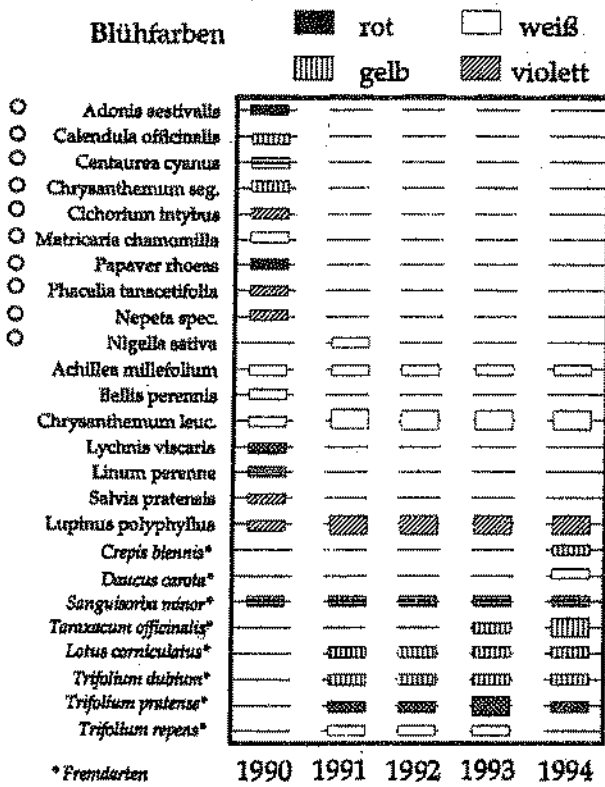 Blühfarben
rot
weiß
gelb
violett
Adonis aestivalis
Calendula officinalis
Centaurea cyanus
Chrysanthemum seg.
Cichorium intybus
Matricaria chamomilla
Papaver rhoeas
Phacelia tanacetifolia
Nepeta spec.
Nigella sativa
Achillea millefolium
Bellis perennis
Chrysanthemum leuc.
Lychnis viscaria
Linum perenne
Salvia pratensis
Lupinus polyphyllus
Crepis biennis*
Daucus carota*
Sanguisorba minor*
Taraxacum officinalis*
Lotus corniculatus*
Trifolium dubium*
Trifolium pratense*
Trifolium repens*
* Fremdarten
1990 1991 1992 1993 1994